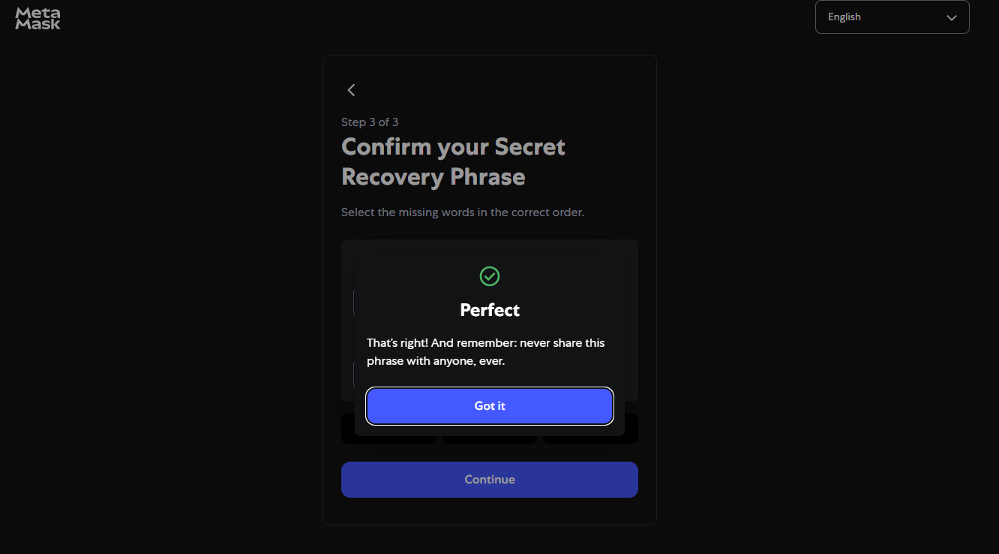 Meta
Mask
English
Step 3 of 3
Confirm your Secret
Recovery Phrase
Select the missing words in the correct order.
Perfect
That's right! And remember: never share this
phrase with anyone, ever.
Got it
Continue